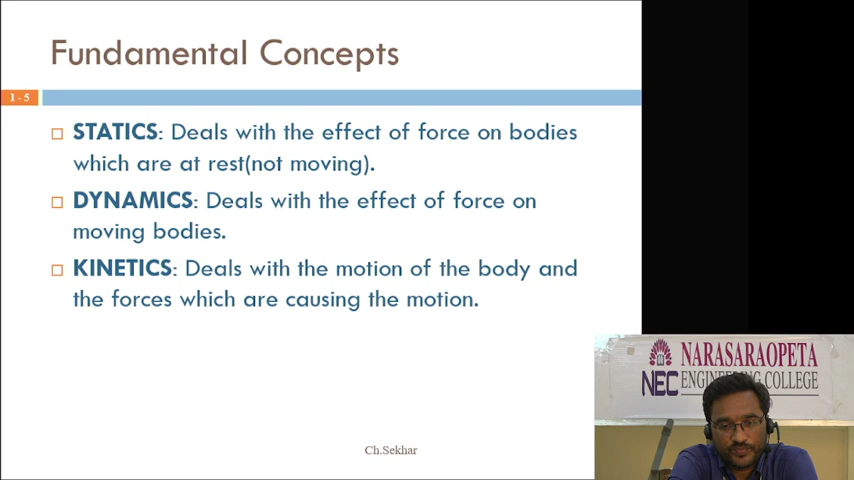 Fundamental Concepts
1 - 5
STATICS: Deals with the effect of force on bodies
which are at rest(not moving).
DYNAMICS: Deals with the effect of force on
moving bodies.
KINETICS: Deals with the motion of the body and
the forces which are causing the motion.
Ch.Sekhar
NARASARAOPETA
NEC ENGINEERING COLLEGE